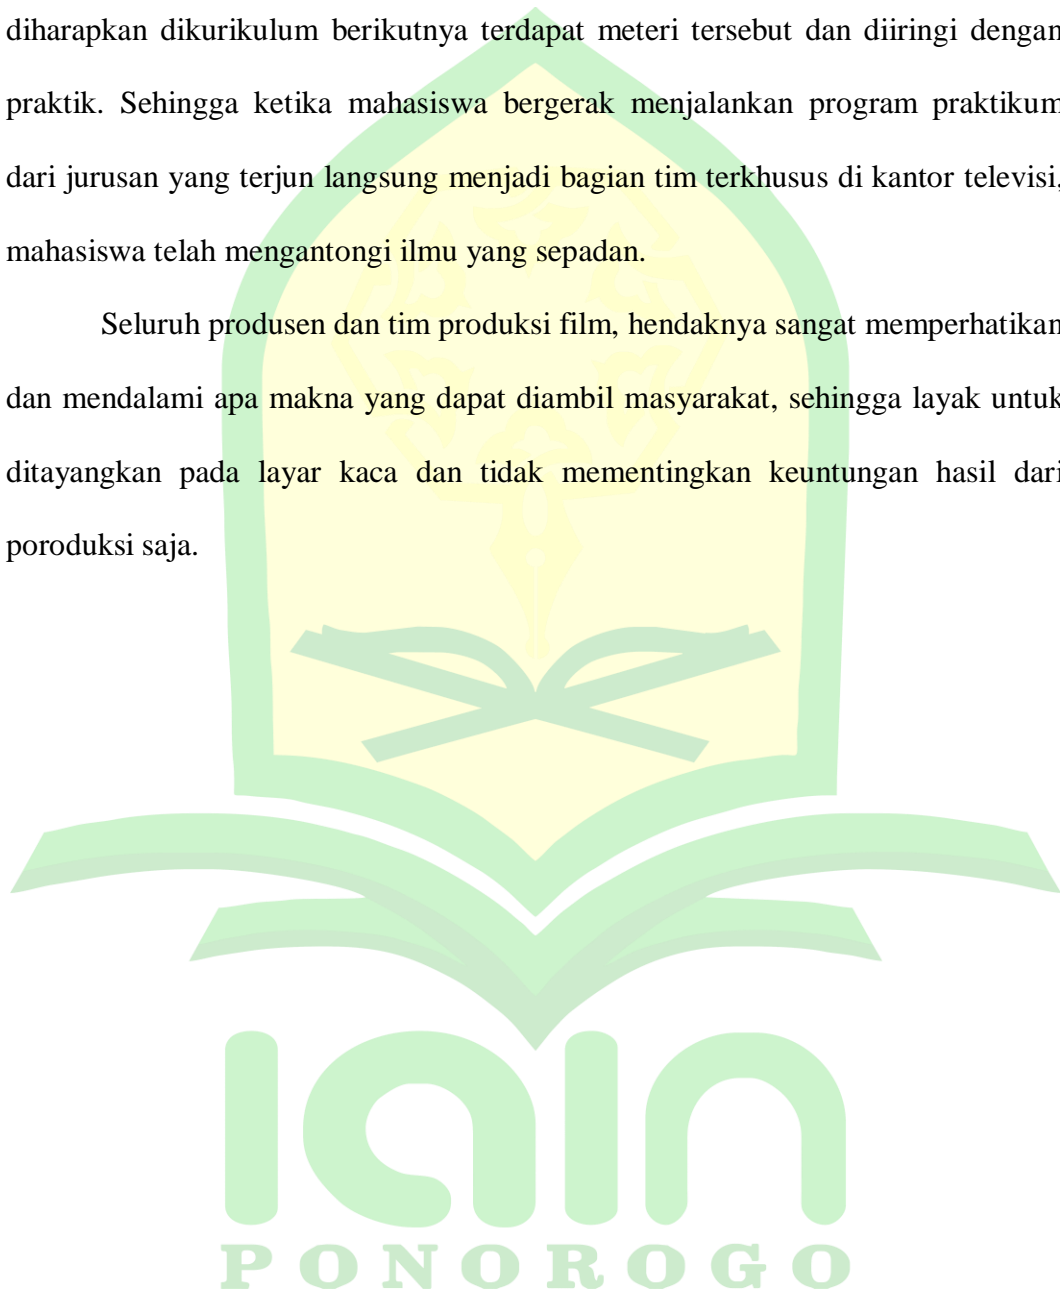 diharapkan dikurikulum berikutnya terdapat meteri tersebut dan diiringi dengan
praktik. Sehingga ketika mahasiswa bergerak menjalankan program praktikum
dari jurusan yang terjun langsung menjadi bagian tim terkhusus di kantor televisi,
mahasiswa telah mengantongi ilmu yang sepadan.
Seluruh produsen dan tim produksi film, hendaknya sangat memperhatikan
dan mendalami apa makna yang dapat diambil masyarakat, sehingga layak untuk
ditayangkan pada layar kaca dan tidak mementingkan keuntungan hasil dari
poroduksi saja.
IAIN
PONOROGO